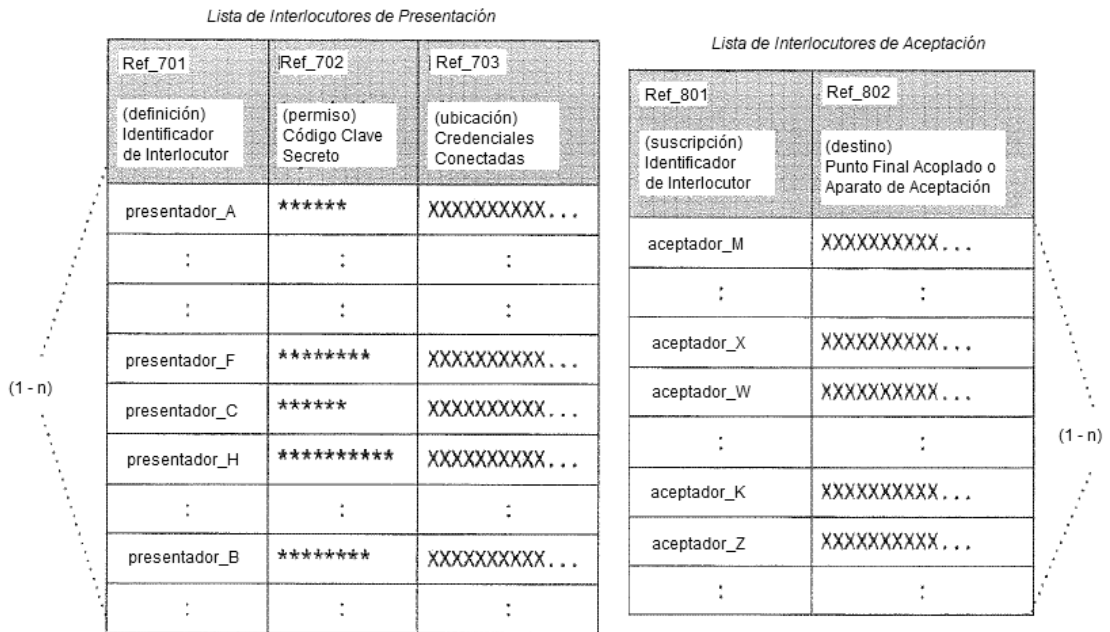 Lista de Interlocutores de Presentación
Ref_701 Ref_702 Ref_703
(definición)
Identificador
de Interlocutor
(permiso)
Código Clave
Secreto
(ubicación)
Credenciales
Conectadas
presentador_A ****** XXXXXXXXXX...
: : :
: : :
presentador_F ******** XXXXXXXXXX...
presentador_C ****** XXXXXXXXXX...
presentador_H ********** XXXXXXXXXX...
: : :
presentador_B ******** XXXXXXXXXX...
: : :
(1 - n)
Lista de Interlocutores de Aceptación
Ref_801 Ref_802
(suscripción)
Identificador
de Interlocutor
(destino)
Punto Final Acoplado o
Aparato de Aceptación
aceptador_M XXXXXXXXXX...
: :
aceptador_X XXXXXXXXXX...
aceptador_W XXXXXXXXXX...
: :
aceptador_K XXXXXXXXXX...
aceptador_Z XXXXXXXXXX...
: :
(1 - n)